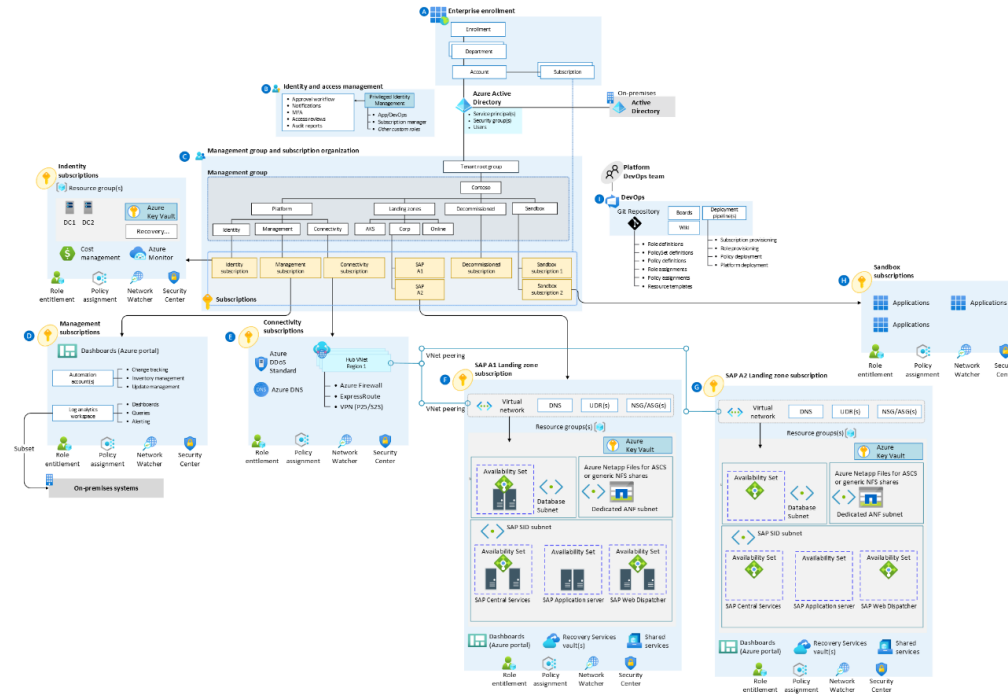 A
Enterprise enrollment
Enrollment
Department
Account
Subscription
B
Identity and access management
Approval workflow
Notifications
MFA
Access reviews
Audit reports
Privileged Identity
Management
App/DevOps
Subscription manager
Other custom roles
Azure Active
Directory
Service principal(s)
Security group(s)
Users
On-premises
Active
Directory
C
Management group and subscription organization
Management group
Tenant root group
Contoso
Platform
Landing zones
Decommissioned
Sandbox
Identity
Management
Connectivity
AKS
Corp
Online
Identity
subscription
Management
subscription
Connectivity
subscription
SAP
A1
SAP
A2
Decommissioned
subscription
Sandbox
subscription 1
Sandbox
subscription 2
Subscriptions
Indentity
subscriptions
Resource group(s)
DC1
DC2
Azure
Key Vault
Recovery...
Cost
management
Azure
Monitor
Role
entitlement
Policy
assignment
Network
Watcher
Security
Center
Platform
DevOps team
I
DevOps
Git Repository
Boards
Wiki
Deployment
pipeline(s)
Role definitions
PolicySet definitions
Policy definitions
Role assignments
Policy assignments
Resource templates
Subscription provisioning
Role provisioning
Policy deployment
Platform deployment
H
Sandbox
subscriptions
Applications
Applications
Applications
Role
entitlement
Policy
assignment
Network
Watcher
Sec
Cen
D
Management
subscriptions
Dashboards (Azure portal)
Automation
account(s)
Change tracking
Inventory management
Update management
Log analytics
workspace
Dashboards
Queries
Alerting
Subset
Role
entitlement
Policy
assignment
Network
Watcher
Security
Center
On-premises systems
E
Connectivity
subscription
Azure
DDoS
Standard
Azure DNS
Hub VNet
Region 1
Azure Firewall
ExpressRoute
VPN (P2S/S2S)
Role
entitlement
Policy
assignment
Network
Watcher
Security
Center
VNet peering
VNet peering
F
SAP A1 Landing zone
subscription
Virtual
network
DNS
UDR(s)
NSG/ASG(s)
Resource groups(s)
Azure
Key Vault
Availability Set
Database
Subnet
Azure Netapp Files for ASCS
or generic NFS shares
Dedicated ANF subnet
SAP SID subnet
Availability Set
Availability Set
Availability Set
SAP Central Services
SAP Application server
SAP Web Dispatcher
Dashboards
(Azure portal)
Recovery Services
vault(s)
Shared
services
Role
entitlement
Policy
assignment
Network
Watcher
Security
Center
G
SAP A2 Landing zone subscription
Virtual
network
DNS
UDR(s)
NSG/ASG(s)
Resource groups(s)
Azure
Key Vault
Availability Set
Database
Subnet
Azure Netapp Files for ASCS
or generic NFS shares
Dedicated ANF subnet
SAP SID subnet
Availability Set
Availability Set
Availability Set
SAP Central Services
SAP Application server
SAP Web Dispatcher
Dashboards
(Azure portal)
Recovery Services
vault(s)
Shared
services
Role
entitlement
Policy
assignment
Network
Watcher
Security
Center